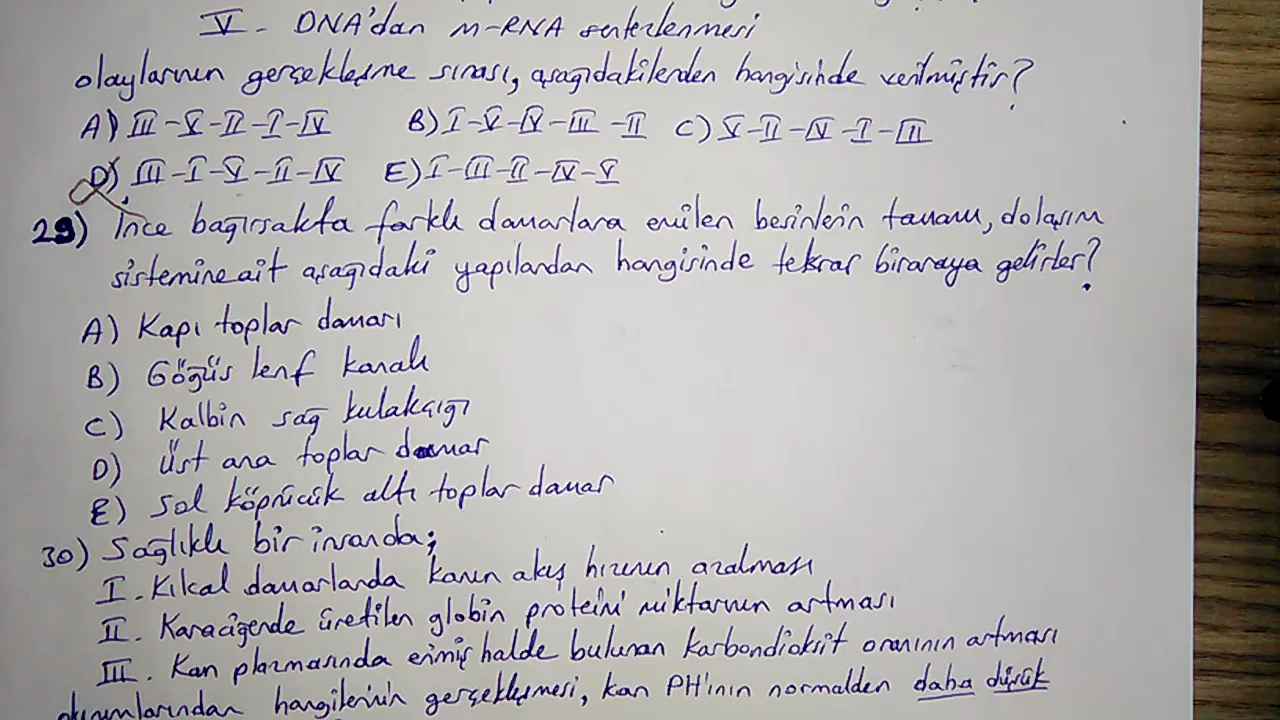 V- DNA'dan m-RNA sentezlenmesi
olaylarının gerçekleşme sırası, aşağıdakilerden hangisinde verilmiştir?
A) III-V-II-I-IV B) I-V-IV-III-II C) V-II-IV-I-III
D) III-I-V-II-IV E) I-III-II-IV-V
29) İnce bağırsakta farklı damarlara emilen besinlerin tamamı, dolaşım
sistemine ait aşağıdaki yapılardan hangisinde tekrar biraraya gelirler?
A) Kapı toplar damarı
B) Göğüs lenf kanalı
C) Kalbin sağ kulakçığı
D) Üst ana toplar damar
E) Sol köprücük altı toplar damar
30) Sağlıklı bir insanda;
I. Kılcal damarlarda kanın akış hızının azalması
II. Karaciğerde üretilen globin proteini miktarının artması
III. Kan plazmasında erimiş halde bulunan karbondioksit oranının artması
durumlarından hangilerinin gerçekleşmesi, kan PH'ının normalden daha düşük